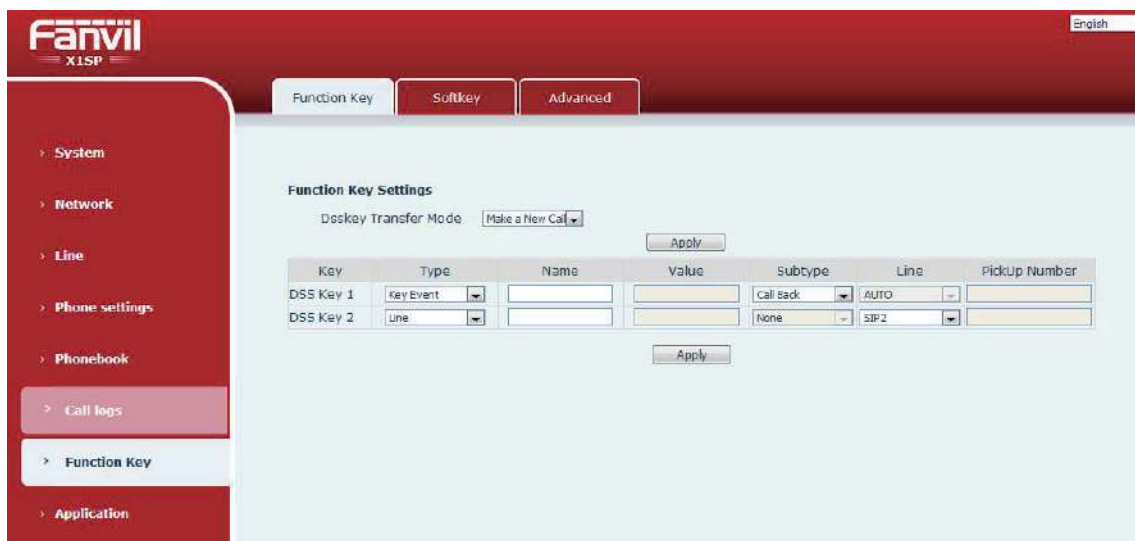 Fanvil
X1SP
English
Function Key
Softkey
Advanced
› System
› Network
› Line
› Phone settings
› Phonebook
› Call logs
› Function Key
› Application
Function Key Settings
Dsskey Transfer Mode Make a New Call
Apply
Key Type Name Value Subtype Line PickUp Number
DSS Key 1 Key Event Call Back AUTO
DSS Key 2 Line None SIP2
Apply